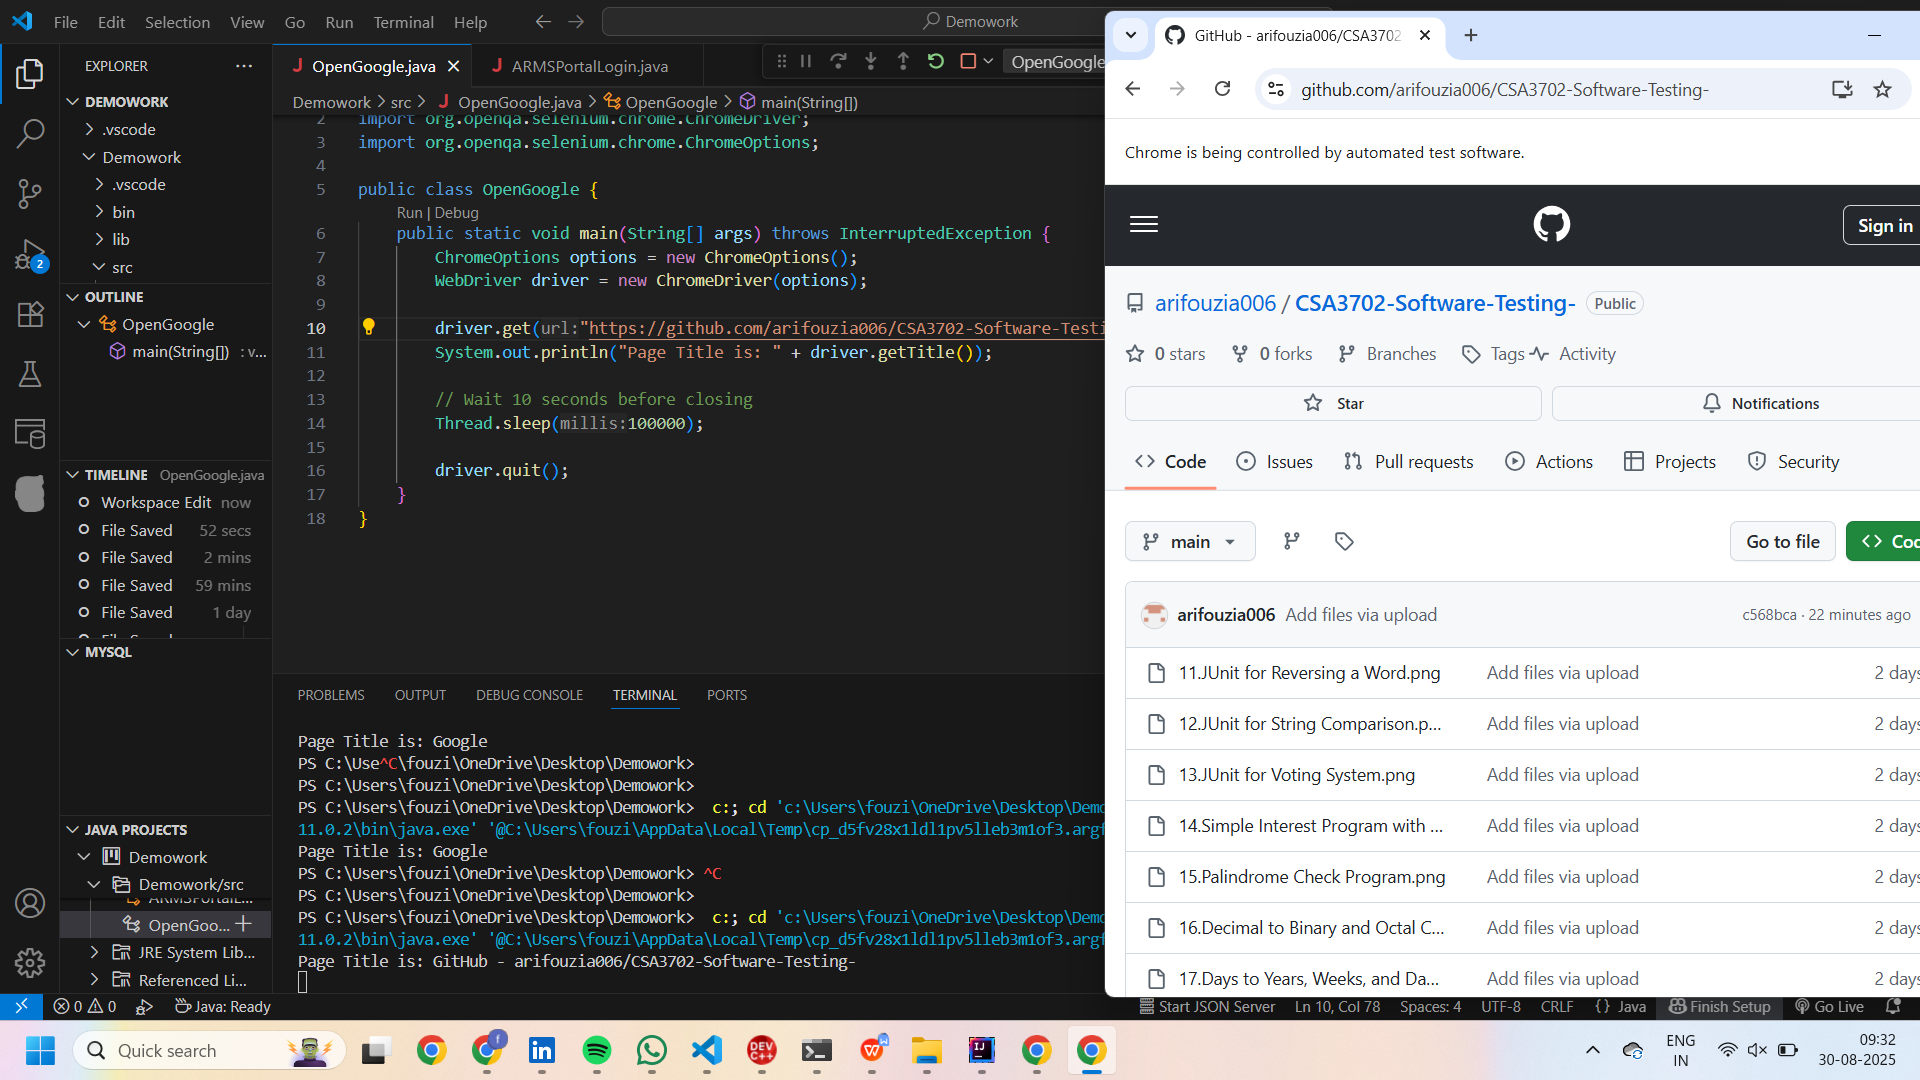 File Edit Selection View Go Run Terminal Help
Demowork
EXPLORER
DEMOWORK
.vscode
Demowork
.vscode
bin
lib
src
OUTLINE
OpenGoogle
main(String[]) : v...
TIMELINE OpenGoogle.java
Workspace Edit now
File Saved 52 secs
File Saved 2 mins
File Saved 59 mins
File Saved 1 day
MYSQL
JAVA PROJECTS
Demowork
Demowork/src
OpenGoo...
JRE System Lib...
Referenced Li...
2
OpenGoogle.java
ARMSPortalLogin.java
OpenGoogle
Demowork > src > OpenGoogle.java > OpenGoogle > main(String[])
2 import org.openqa.selenium.chrome.ChromeDriver;
3 import org.openqa.selenium.chrome.ChromeOptions;
4
5 public class OpenGoogle {
Run | Debug
6 public static void main(String[] args) throws InterruptedException {
7 ChromeOptions options = new ChromeOptions();
8 WebDriver driver = new ChromeDriver(options);
9
10 driver.get(url:"https://github.com/arifouzia006/CSA3702-Software-Testi
11 System.out.println("Page Title is: " + driver.getTitle());
12
13 // Wait 10 seconds before closing
14 Thread.sleep(millis:100000);
15
16 driver.quit();
17 }
18 }
PROBLEMS OUTPUT DEBUG CONSOLE TERMINAL PORTS
Page Title is: Google
PS C:\Use^C\fouzi\OneDrive\Desktop\Demowork>
PS C:\Users\fouzi\OneDrive\Desktop\Demowork>
PS C:\Users\fouzi\OneDrive\Desktop\Demowork>  c:; cd 'c:\Users\fouzi\OneDrive\Desktop\Demo
11.0.2\bin\java.exe' '@C:\Users\fouzi\AppData\Local\Temp\cp_d5fv28x1ldl1pv5lleb3m1of3.argf
Page Title is: Google
PS C:\Users\fouzi\OneDrive\Desktop\Demowork> ^C
PS C:\Users\fouzi\OneDrive\Desktop\Demowork>
PS C:\Users\fouzi\OneDrive\Desktop\Demowork>  c:; cd 'c:\Users\fouzi\OneDrive\Desktop\Demo
11.0.2\bin\java.exe' '@C:\Users\fouzi\AppData\Local\Temp\cp_d5fv28x1ldl1pv5lleb3m1of3.argf
Page Title is: GitHub - arifouzia006/CSA3702-Software-Testing-
GitHub - arifouzia006/CSA3702
github.com/arifouzia006/CSA3702-Software-Testing-
Chrome is being controlled by automated test software.
Sign in
arifouzia006 / CSA3702-Software-Testing- Public
0 stars 0 forks Branches Tags Activity
Star Notifications
Code Issues Pull requests Actions Projects Security
main Go to file Co
arifouzia006 Add files via upload c568bca · 22 minutes ago
11.JUnit for Reversing a Word.png Add files via upload 2 days
12.JUnit for String Comparison.p... Add files via upload 2 days
13.JUnit for Voting System.png Add files via upload 2 days
14.Simple Interest Program with ... Add files via upload 2 days
15.Palindrome Check Program.png Add files via upload 2 days
16.Decimal to Binary and Octal C... Add files via upload 2 days
17.Days to Years, Weeks, and Da... Add files via upload 2 days
0 0 Java: Ready Start JSON Server Ln 10, Col 78 Spaces: 4 UTF-8 CRLF {} Java Finish Setup Go Live
Quick search
DEV C++
ENG
IN
09:32
30-08-2025